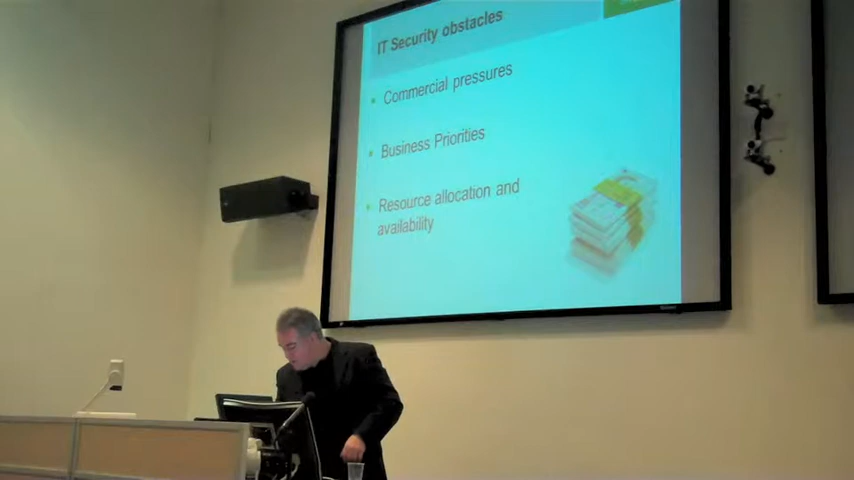 IT Security obstacles
Commercial pressures
Business Priorities
Resource allocation and
availability